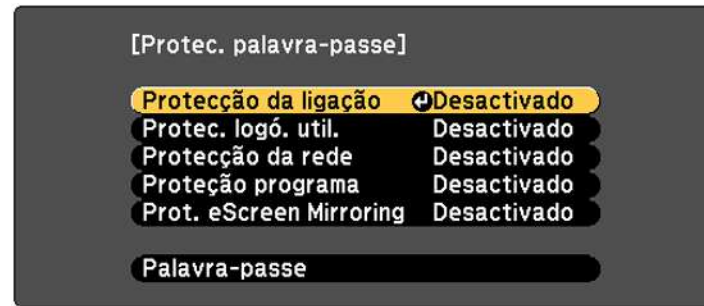 [Protec. palavra-passe]
Protecção da ligação Desactivado
Protec. logó. util. Desactivado
Protecção da rede Desactivado
Proteção programa Desactivado
Prot. eScreen Mirroring Desactivado
Palavra-passe